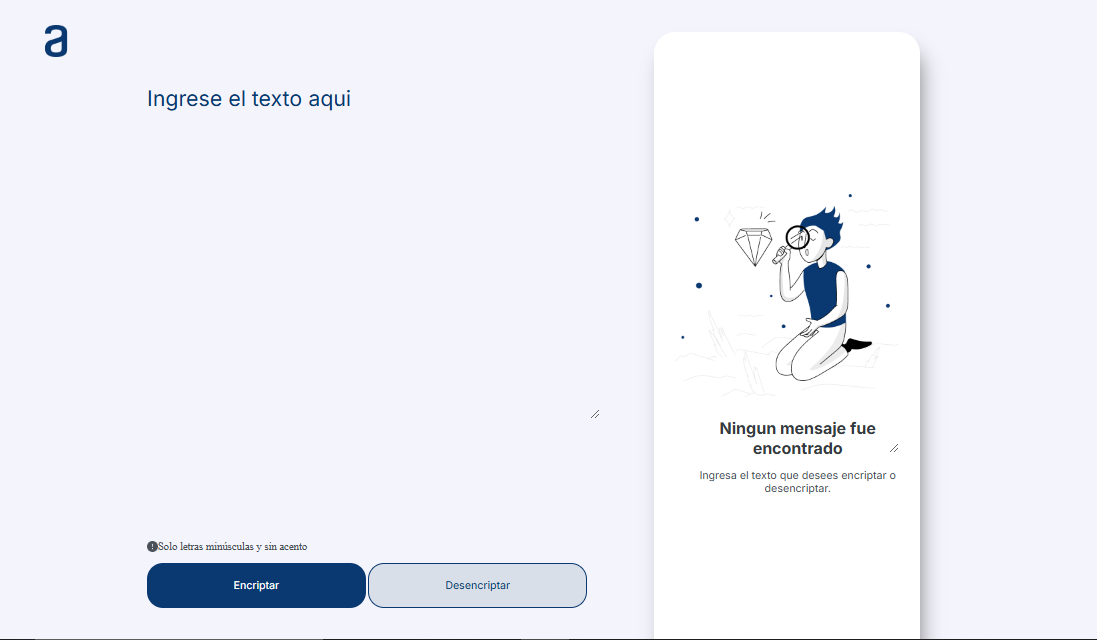 a
Ingrese el texto aqui
Ningun mensaje fue
encontrado
Ingresa el texto que desees encriptar o
desencriptar.
Solo letras minúsculas y sin acento
Encriptar
Desencriptar